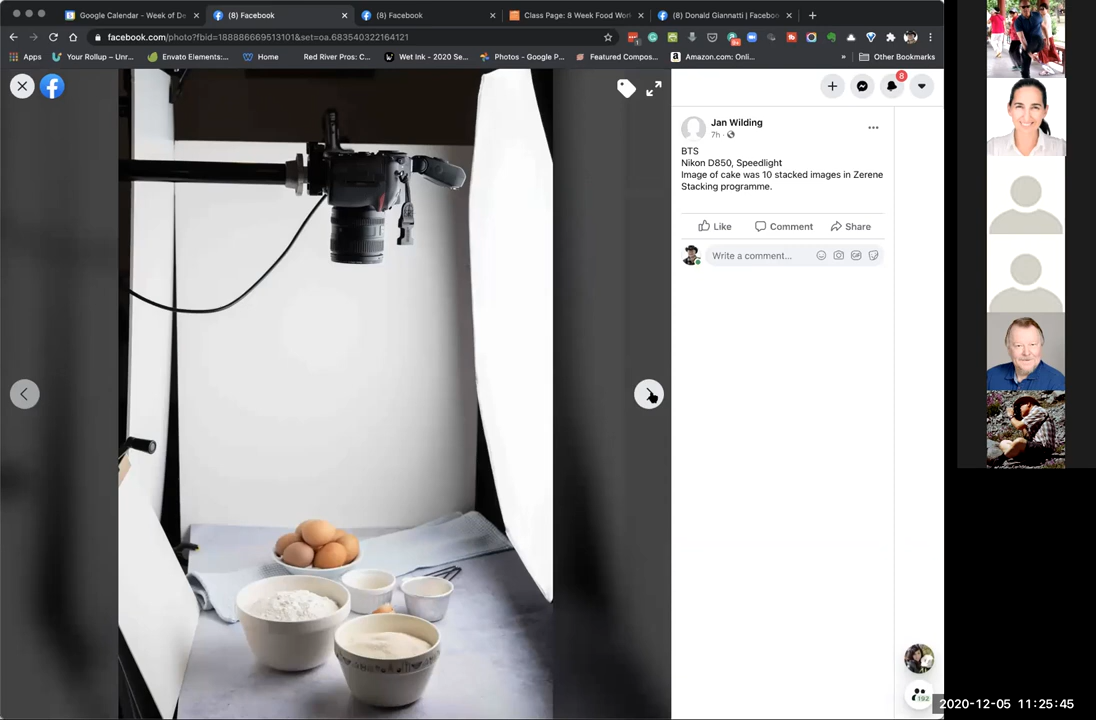 Google Calendar - Week of De
(8) Facebook
(8) Facebook
Class Page: 8 Week Food Wor
(8) Donald Giannatti | Faceboo
facebook.com/photo?fbid=188886669513101&set=oa.683540322164121
Apps
Your Rollup – Unr...
Envato Elements:...
Home
Red River Pros: C...
Wet Ink - 2020 Se...
Photos - Google P...
Featured Compos...
Amazon.com: Onli...
»
Other Bookmarks
8
Jan Wilding
7h ·
BTS
Nikon D850, Speedlight
Image of cake was 10 stacked images in Zerene
Stacking programme.
Like
Comment
Share
Write a comment...
GIF
192
2020-12-05 11:25:45